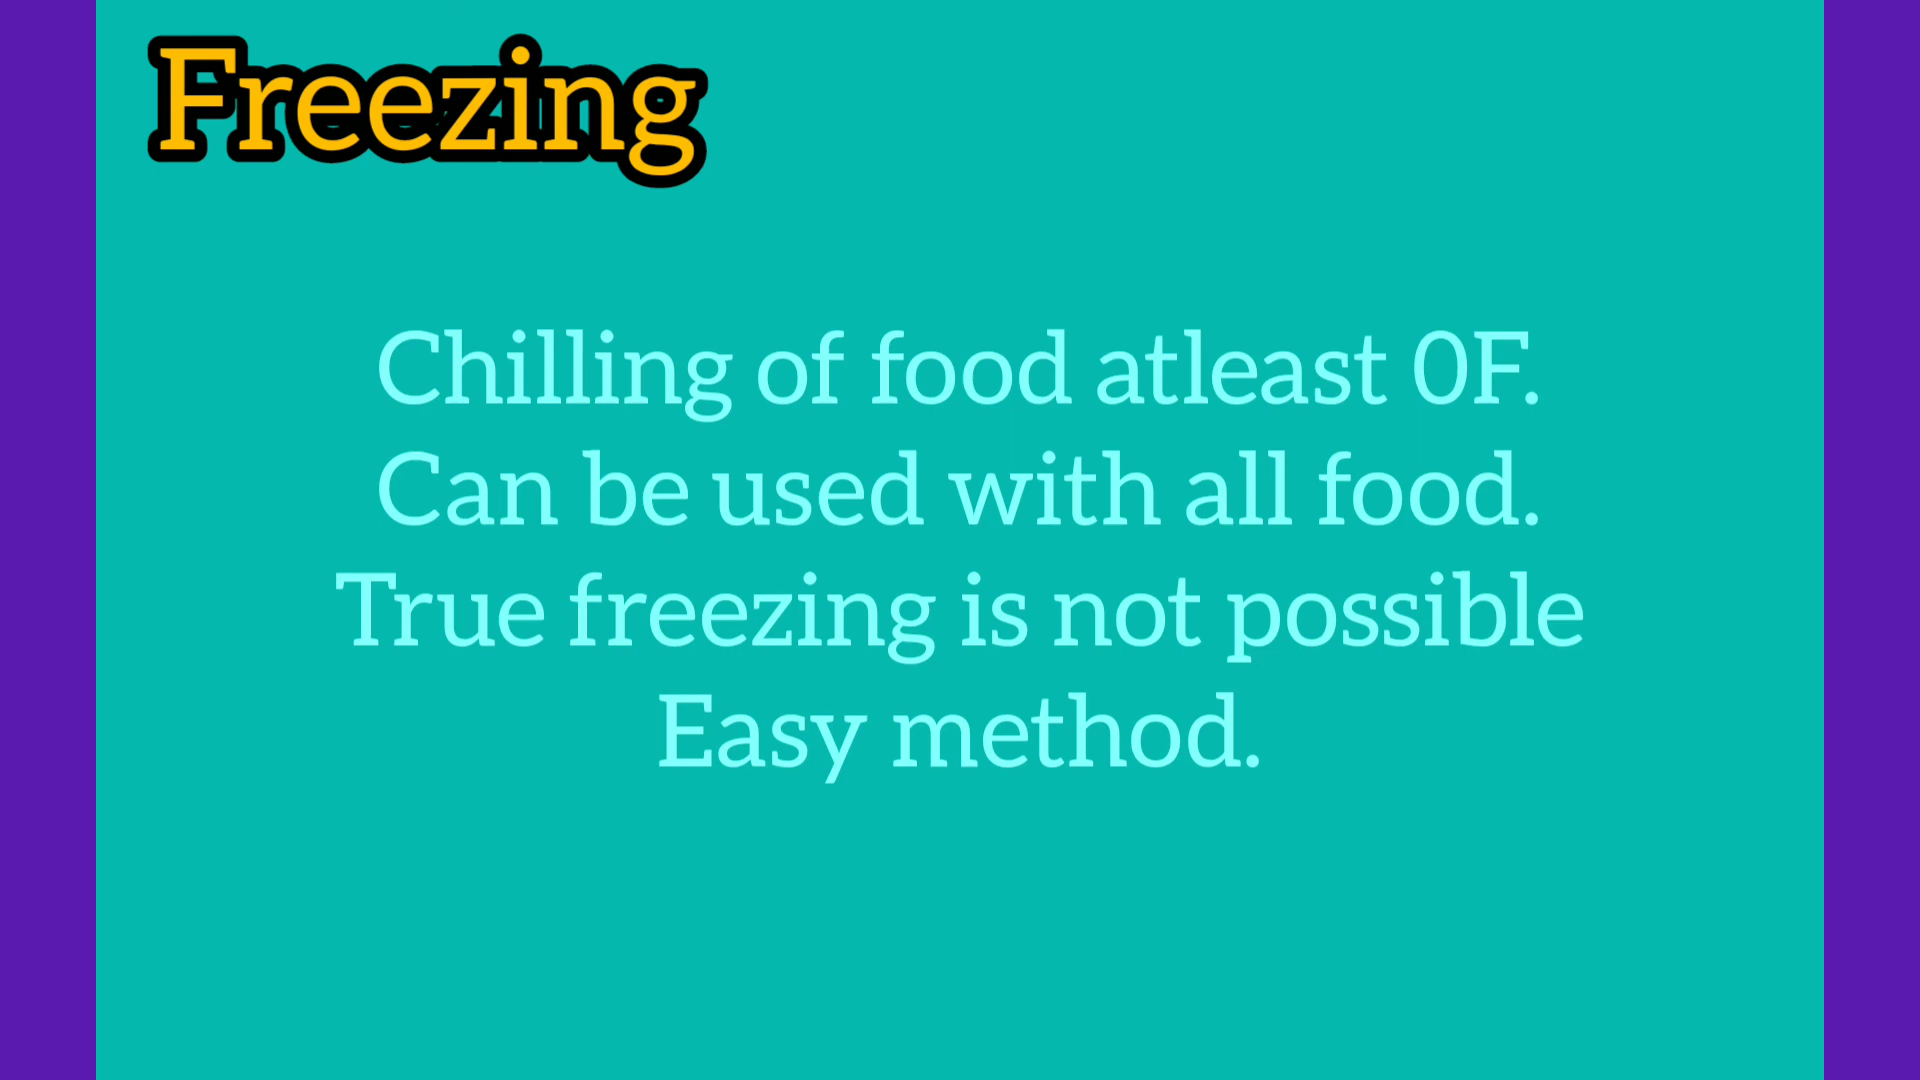 Freezing
Chilling of food atleast 0F.
Can be used with all food.
True freezing is not possible
Easy method.